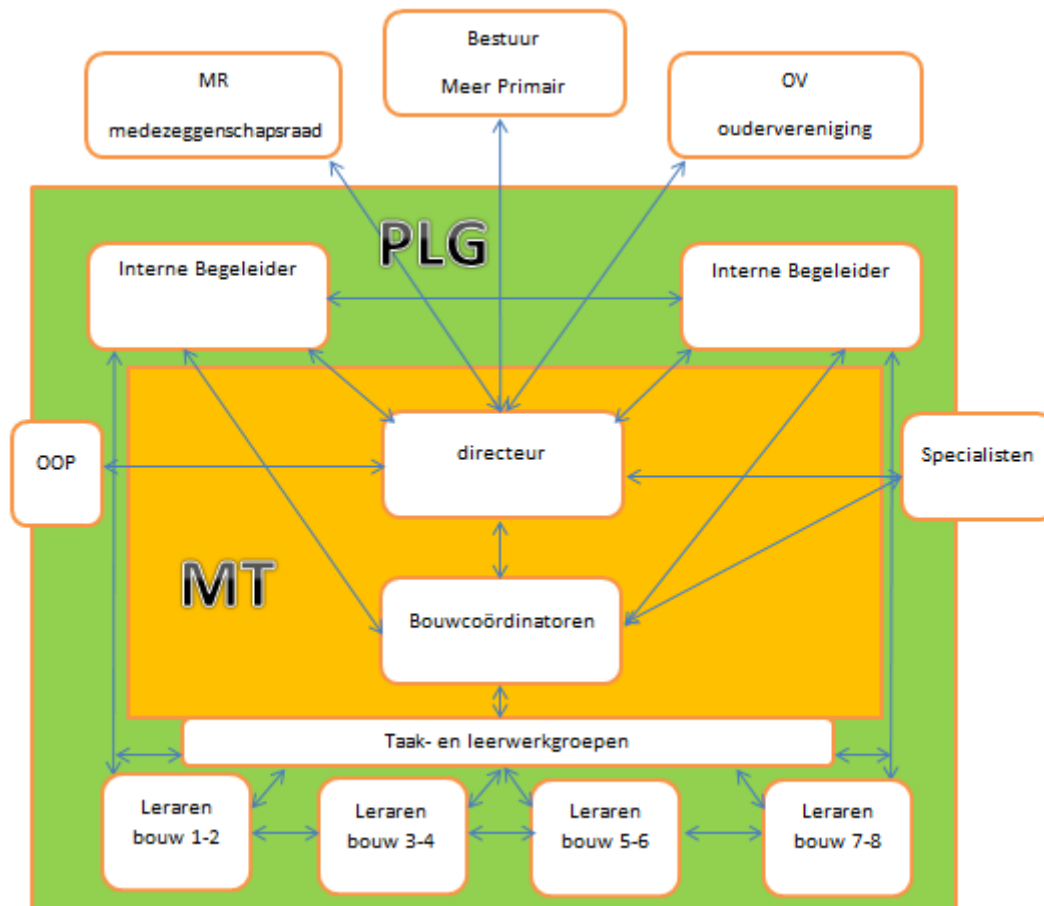 Bestuur
Meer Primair
MR
medezeggenschapsraad
OV
oudervereniging
PLG
Interne Begeleider
Interne Begeleider
directeur
OOP
Specialisten
MT
Bouwcoördinatoren
Taak- en leerwerkgroepen
Leraren
bouw 1-2
Leraren
bouw 3-4
Leraren
bouw 5-6
Leraren
bouw 7-8